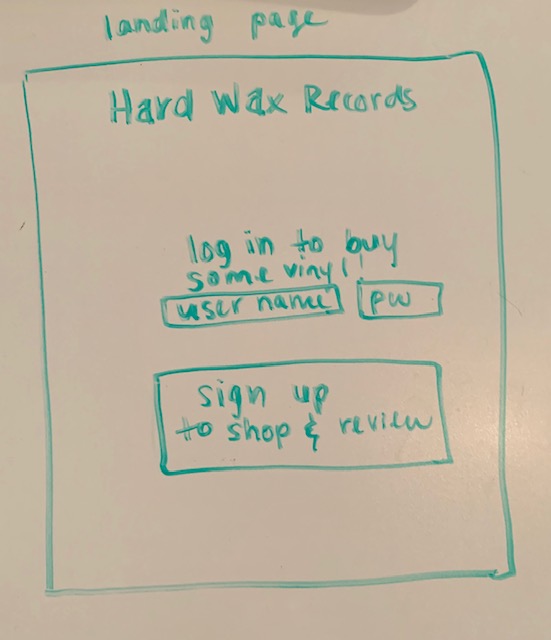 landing page
Hard Wax Records
log in to buy
some vinyl!
user name pw
sign up
to shop & review